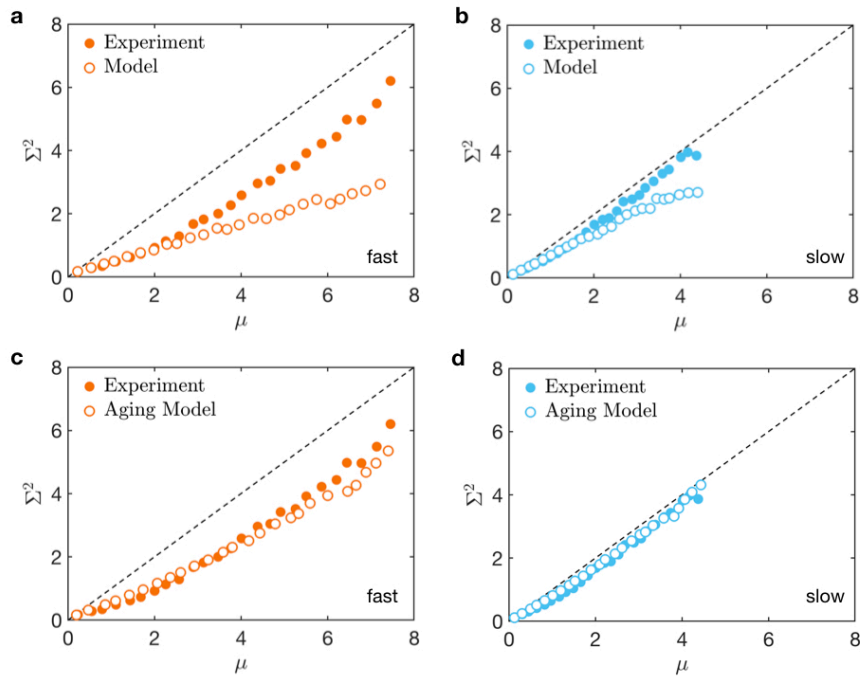 a
8
6
4
2
0
Σ²
Experiment
Model
fast
0 2 4 6 8
μ
b
8
6
4
2
0
Σ²
Experiment
Model
slow
0 2 4 6 8
μ
c
8
6
4
2
0
Σ²
Experiment
Aging Model
fast
0 2 4 6 8
μ
d
8
6
4
2
0
Σ²
Experiment
Aging Model
slow
0 2 4 6 8
μ